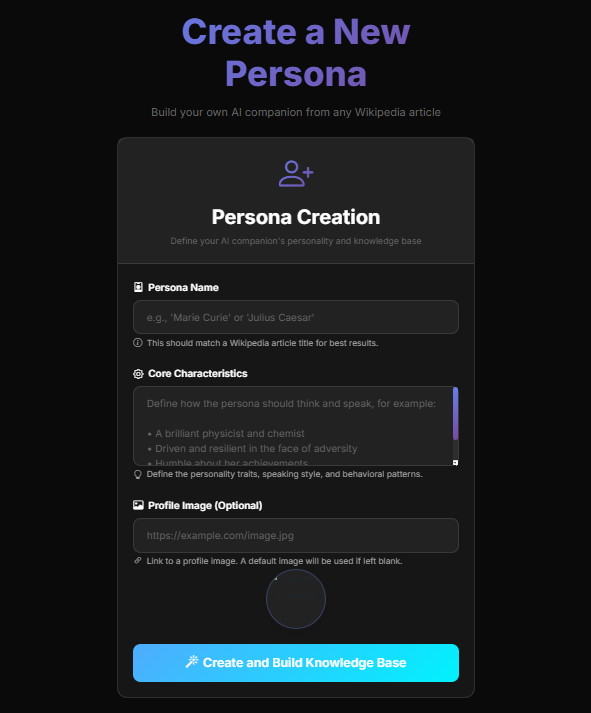 Create a New
Persona
Build your own AI companion from any Wikipedia article
Persona Creation
Define your AI companion's personality and knowledge base
Persona Name
e.g., 'Marie Curie' or 'Julius Caesar'
This should match a Wikipedia article title for best results.
Core Characteristics
Define how the persona should think and speak, for example:
• A brilliant physicist and chemist
• Driven and resilient in the face of adversity
• Humble about her achievements
Define the personality traits, speaking style, and behavioral patterns.
Profile Image (Optional)
https://example.com/image.jpg
Link to a profile image. A default image will be used if left blank.
Create and Build Knowledge Base